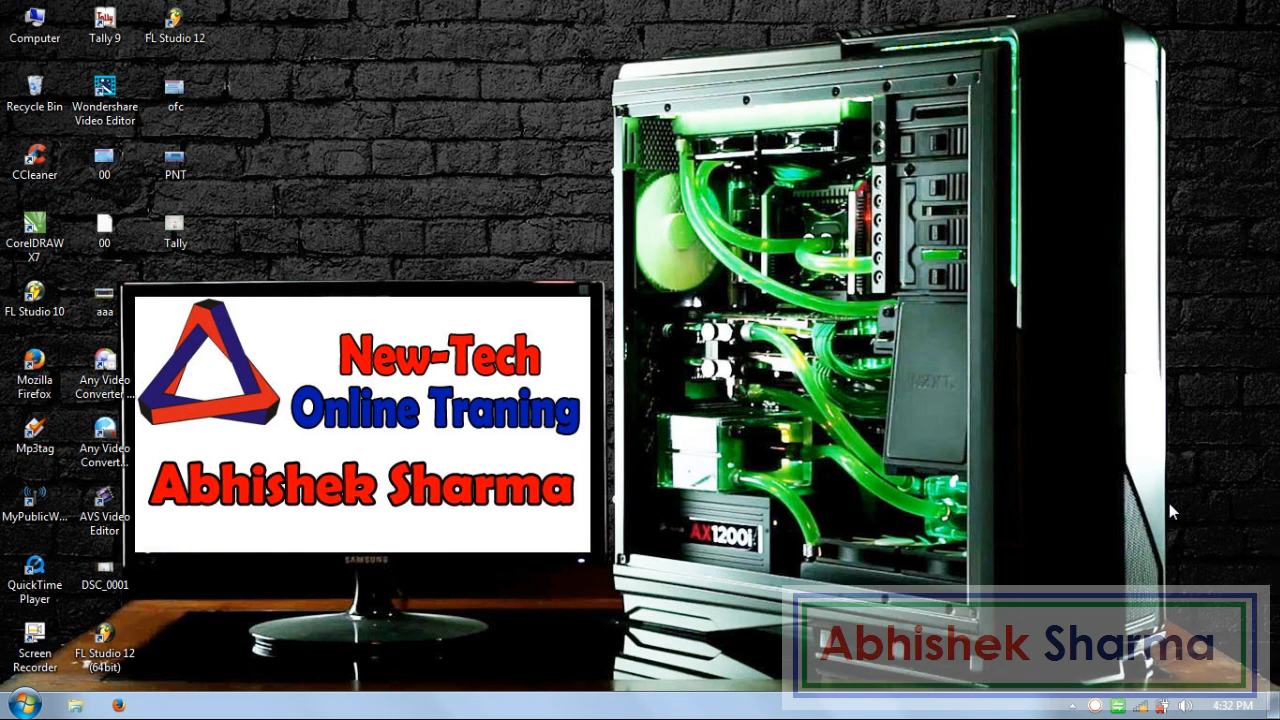 Computer
Tally 9
FL Studio 12
Recycle Bin
Wondershare
Video Editor
ofc
CCleaner
00
PNT
CorelDRAW
X7
00
Tally
FL Studio 10
aaa
Mozilla
Firefox
Any Video
Converter ...
Mp3tag
Any Video
Convert...
MyPublicW...
AVS Video
Editor
QuickTime
Player
DSC_0001
Screen
Recorder
FL Studio 12
(64bit)
New-Tech
Online Traning
Abhishek Sharma
SAMSUNG
NZXT
AX1200i
Abhishek Sharma
4:32 PM